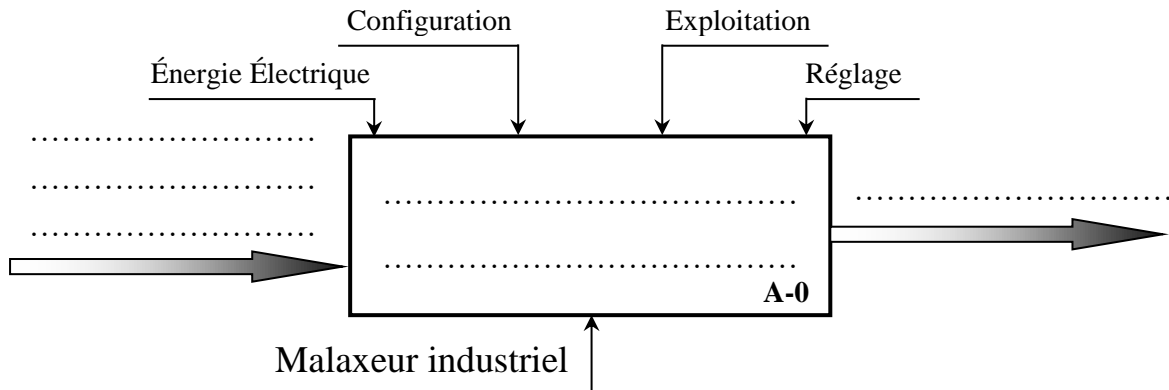 Configuration
Exploitation
Énergie Électrique
Réglage
................................
................................
................................
................................
...............................................
...............................................
A-0
Malaxeur industriel